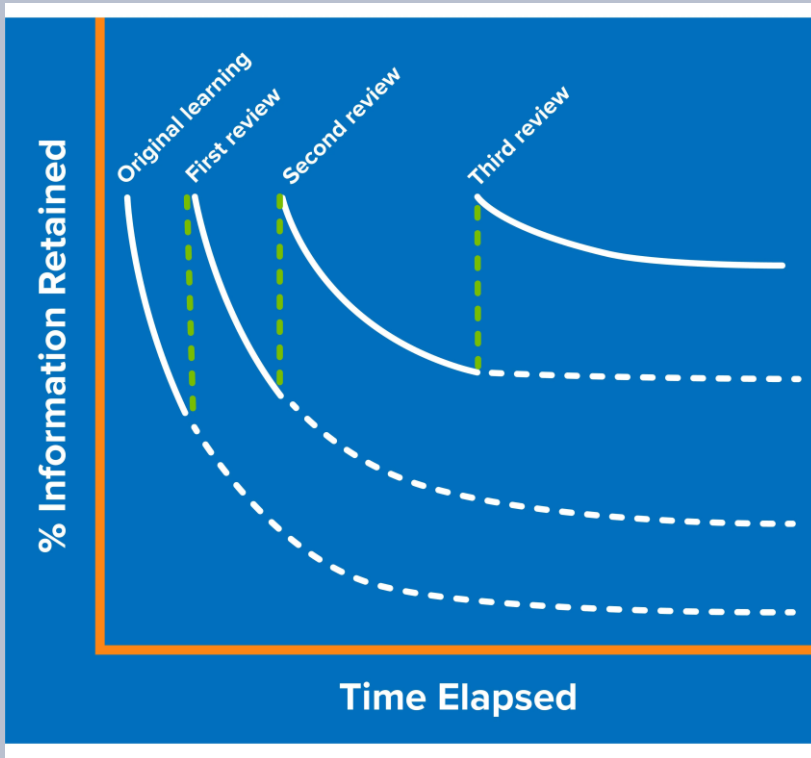 Original learning
First review
Second review
Third review
% Information Retained
Time Elapsed